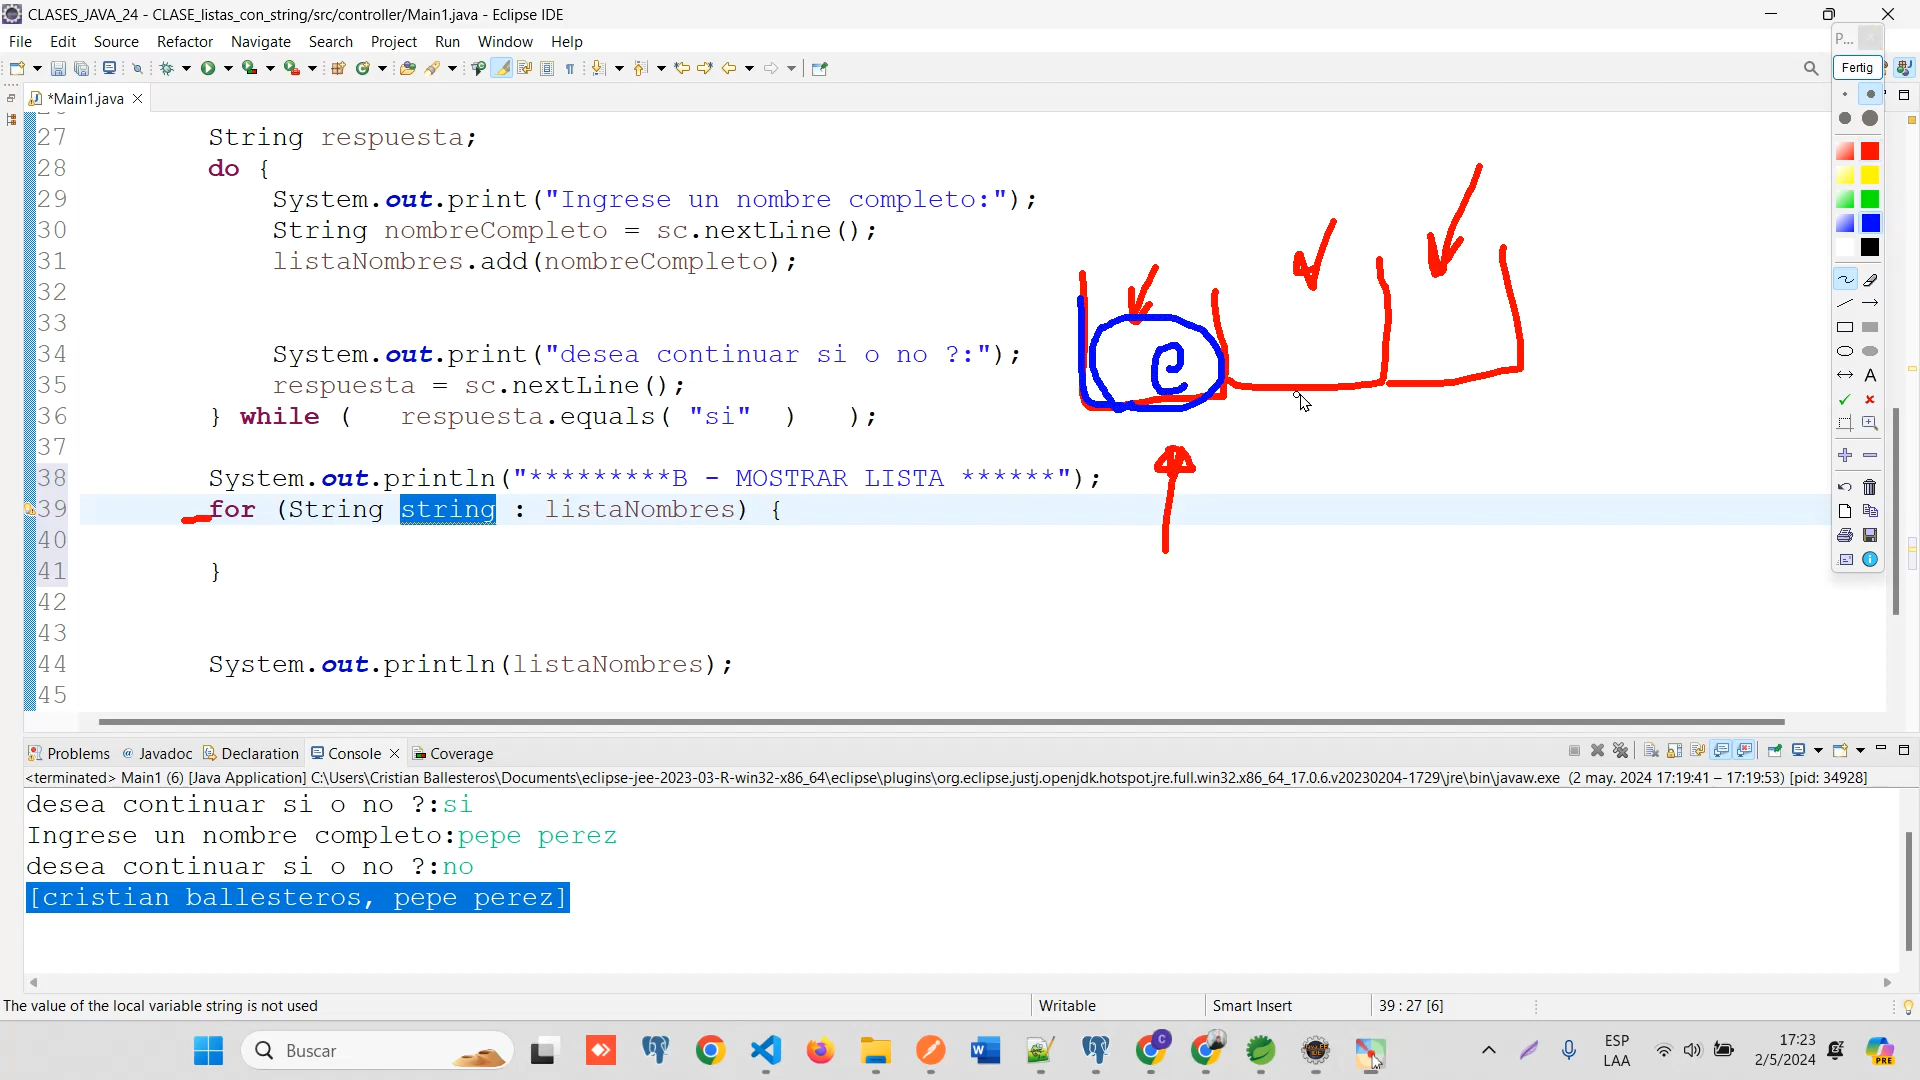 CLASES_JAVA_24 - CLASE_listas_con_string/src/controller/Main1.java - Eclipse IDE
File Edit Source Refactor Navigate Search Project Run Window Help
P...
Fertig
*Main1.java
27 String respuesta;
28 do {
29 System.out.print("Ingrese un nombre completo:");
30 String nombreCompleto = sc.nextLine();
31 listaNombres.add(nombreCompleto);
32
33
34 System.out.print("desea continuar si o no ?:");
35 respuesta = sc.nextLine();
36 } while ( respuesta.equals( "si" ) );
37
38 System.out.println("*********B - MOSTRAR LISTA ******");
39 for (String string : listaNombres) {
40
41 }
42
43
44 System.out.println(listaNombres);
45
e
A
Problems Javadoc Declaration Console Coverage
<terminated> Main1 (6) [Java Application] C:\Users\Cristian Ballesteros\Documents\eclipse-jee-2023-03-R-win32-x86_64\eclipse\plugins\org.eclipse.justj.openjdk.hotspot.jre.full.win32.x86_64_17.0.6.v20230204-1729\jre\bin\javaw.exe (2 may. 2024 17:19:41 – 17:19:53) [pid: 34928]
desea continuar si o no ?:si
Ingrese un nombre completo:pepe perez
desea continuar si o no ?:no
[cristian ballesteros, pepe perez]
The value of the local variable string is not used
Writable
Smart Insert
39 : 27 [6]
Buscar
ESP
LAA
17:23
2/5/2024
PRE